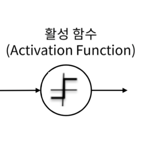 활성 함수
(Activation Function)